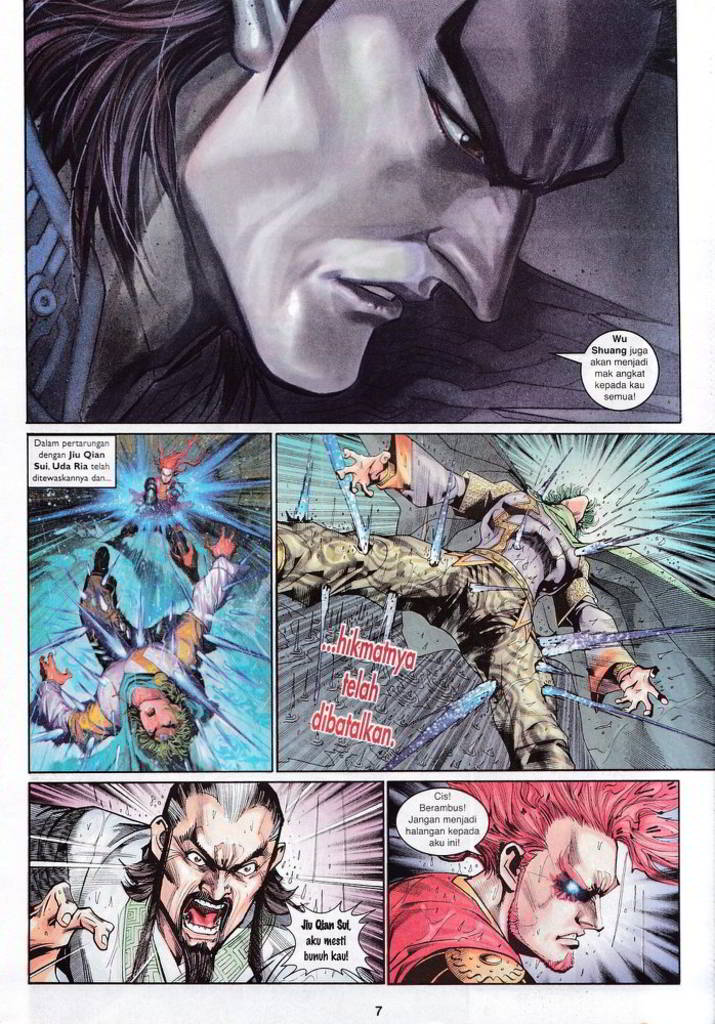 Wu
Shuang juga
akan menjadi
mak angkat
kepada kau
semua!
Dalam pertarungan
dengan Jiu Qian
Sui, Uda Ria telah
ditewaskannya dan...
...hikmatnya
telah
dibatalkan.
Jiu Qian Sui,
aku mesti
bunuh kau!
Cis!
Berambus!
Jangan menjadi
halangan kepada
aku ini!
7